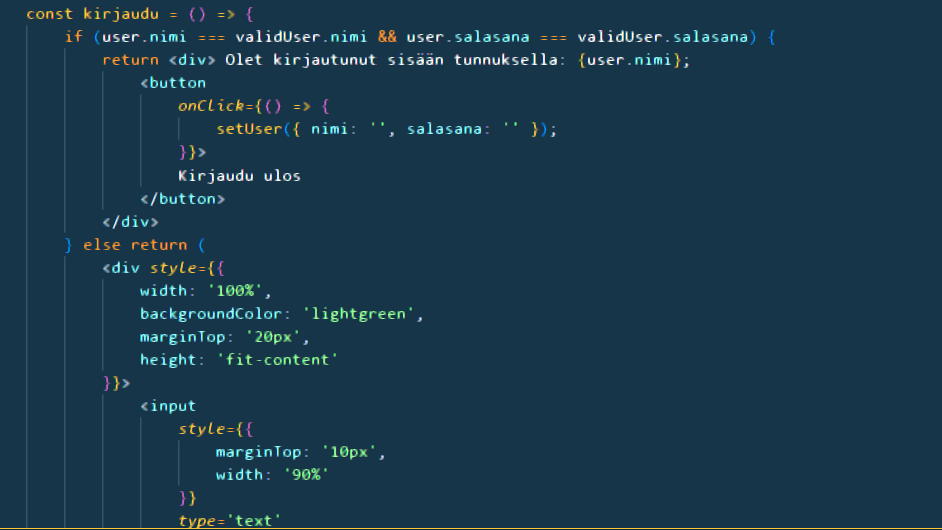 const kirjaudu = () => {
if (user.nimi === validUser.nimi && user.salasana === validUser.salasana) {
return <div> Olet kirjautunut sisään tunnuksella: {user.nimi};
<button
onClick={() => {
setUser({ nimi: '', salasana: '' });
}}>
Kirjaudu ulos
</button>
</div>
} else return (
<div style={{
width: '100%',
backgroundColor: 'lightgreen',
marginTop: '20px',
height: 'fit-content'
}}>
<input
style={{
marginTop: '10px',
width: '90%'
}}
type='text'